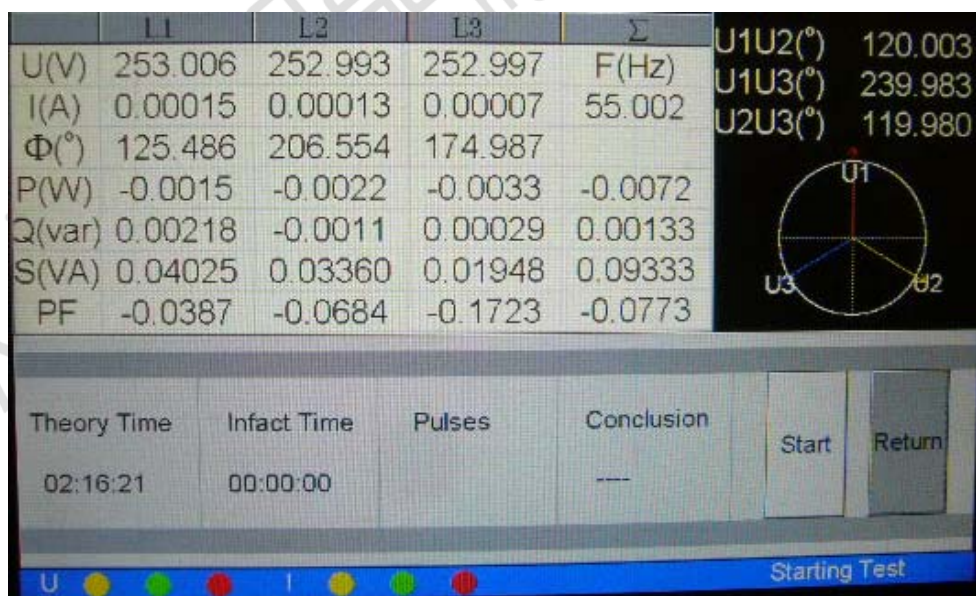 L1 L2 L3 Σ
U(V) 253.006 252.993 252.997 F(Hz)
I(A) 0.00015 0.00013 0.00007 55.002
Φ(°) 125.486 206.554 174.987
P(W) -0.0015 -0.0022 -0.0033 -0.0072
Q(var) 0.00218 -0.0011 0.00029 0.00133
S(VA) 0.04025 0.03360 0.01948 0.09333
PF -0.0387 -0.0684 -0.1723 -0.0773
U1U2(°) 120.003
U1U3(°) 239.983
U2U3(°) 119.980
U1
U3 U2
Theory Time Infact Time Pulses Conclusion
Start Return
02:16:21 00:00:00 ----
U I Starting Test